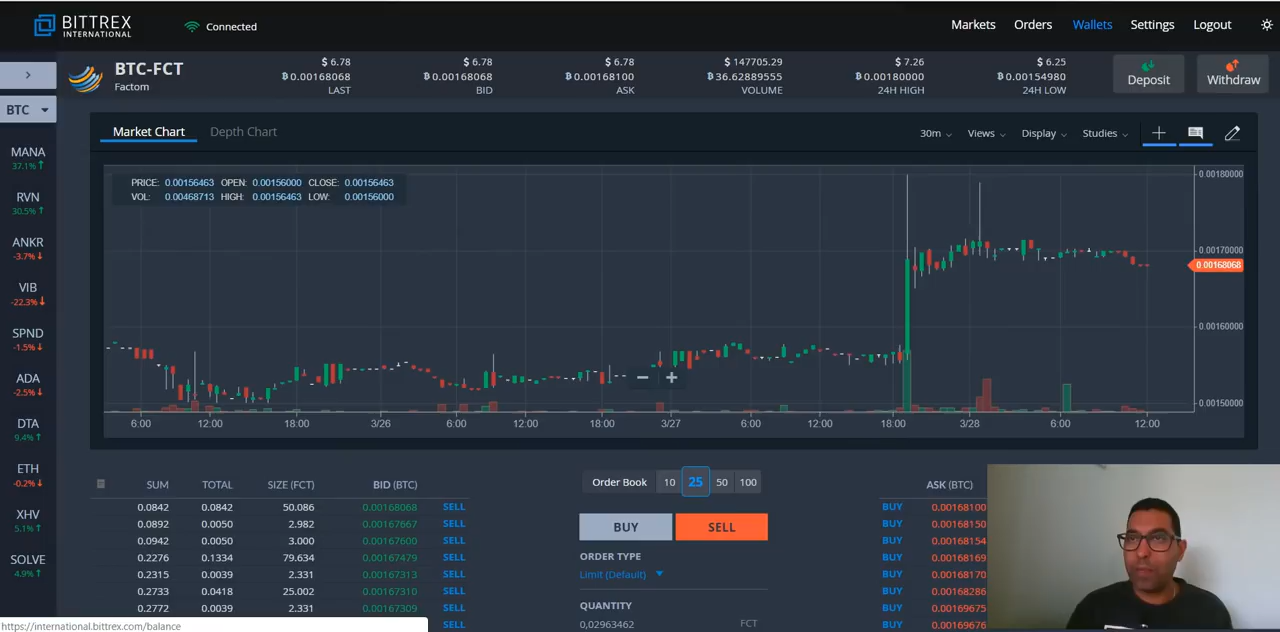 BITTREX
INTERNATIONAL
Connected
Markets Orders Wallets Settings Logout
BTC-FCT
Factom
$ 6.78
฿0.00168068
LAST
$ 6.78
฿0.00168068
BID
$ 6.78
฿0.00168100
ASK
$ 147705.29
฿36.62889555
VOLUME
$ 7.26
฿0.00180000
24H HIGH
$ 6.25
฿0.00154980
24H LOW
Deposit
Withdraw
BTC
MANA
37.1%↑
RVN
30.5%↑
ANKR
-3.7%↓
VIB
-22.3%↓
SPND
-1.5%↓
ADA
-2.5%↓
DTA
9.4%↑
ETH
-0.2%↓
XHV
5.1%↑
SOLVE
4.9%↑
Market Chart Depth Chart
30m Views Display Studies
PRICE: 0.00156463 OPEN: 0.00156000 CLOSE: 0.00156463
VOL: 0.00468713 HIGH: 0.00156463 LOW: 0.00156000
0.00180000
0.00170000
0.00168068
0.00160000
0.00150000
6:00 12:00 18:00 3/26 6:00 12:00 18:00 3/27 6:00 12:00 18:00 3/28 6:00 12:00
SUM TOTAL SIZE (FCT) BID (BTC)
0.0842 0.0842 50.086 0.00168068 SELL
0.0892 0.0050 2.982 0.00167667 SELL
0.0942 0.0050 3.000 0.00167600 SELL
0.2276 0.1334 79.634 0.00167479 SELL
0.2315 0.0039 2.331 0.00167313 SELL
0.2733 0.0418 25.002 0.00167310 SELL
0.2772 0.0039 2.331 0.00167309 SELL
SELL
Order Book 10 25 50 100
BUY SELL
ORDER TYPE
Limit (Default)
QUANTITY
0,02963462 FCT
ASK (BTC)
BUY 0.00168100
BUY 0.00168150
BUY 0.00168154
BUY 0.00168169
BUY 0.00168170
BUY 0.00168286
BUY 0.00169675
BUY 0.00169676
https://international.bittrex.com/balance